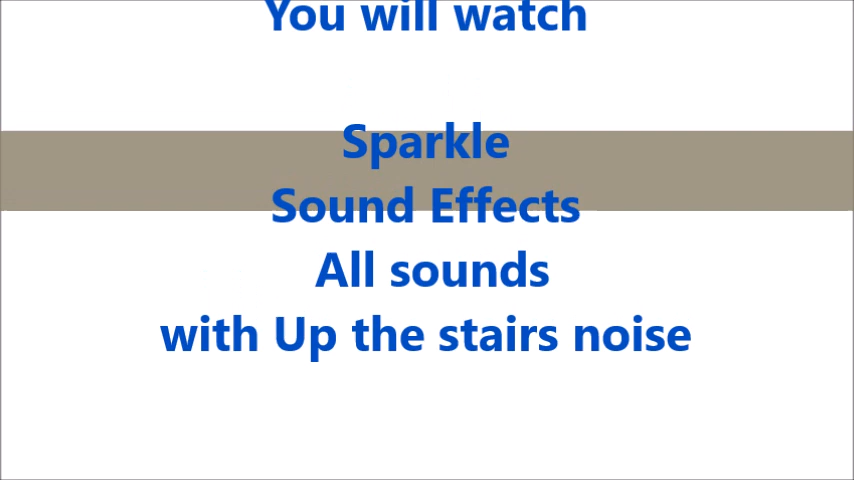 You will watch
Sparkle
Sound Effects
All sounds
with Up the stairs noise